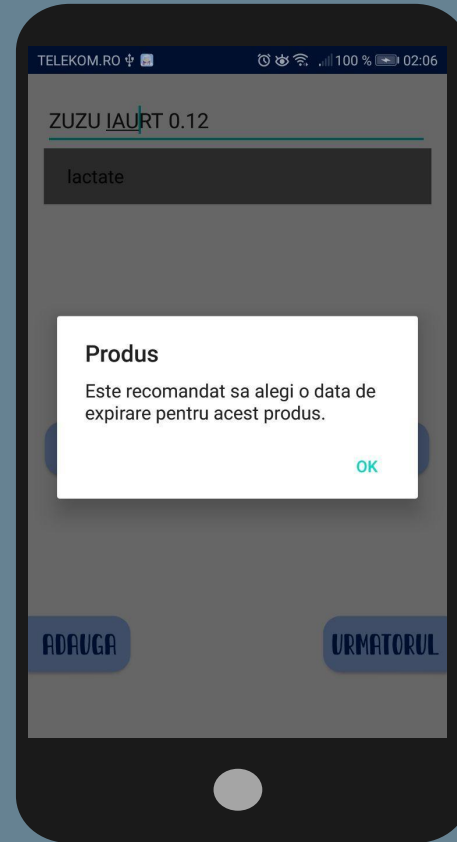 TELEKOM.RO 100 % 02:06
ZUZU IAURT 0.12
lactate
Produs
Este recomandat sa alegi o data de
expirare pentru acest produs.
OK
ADAUGA
URMATORUL